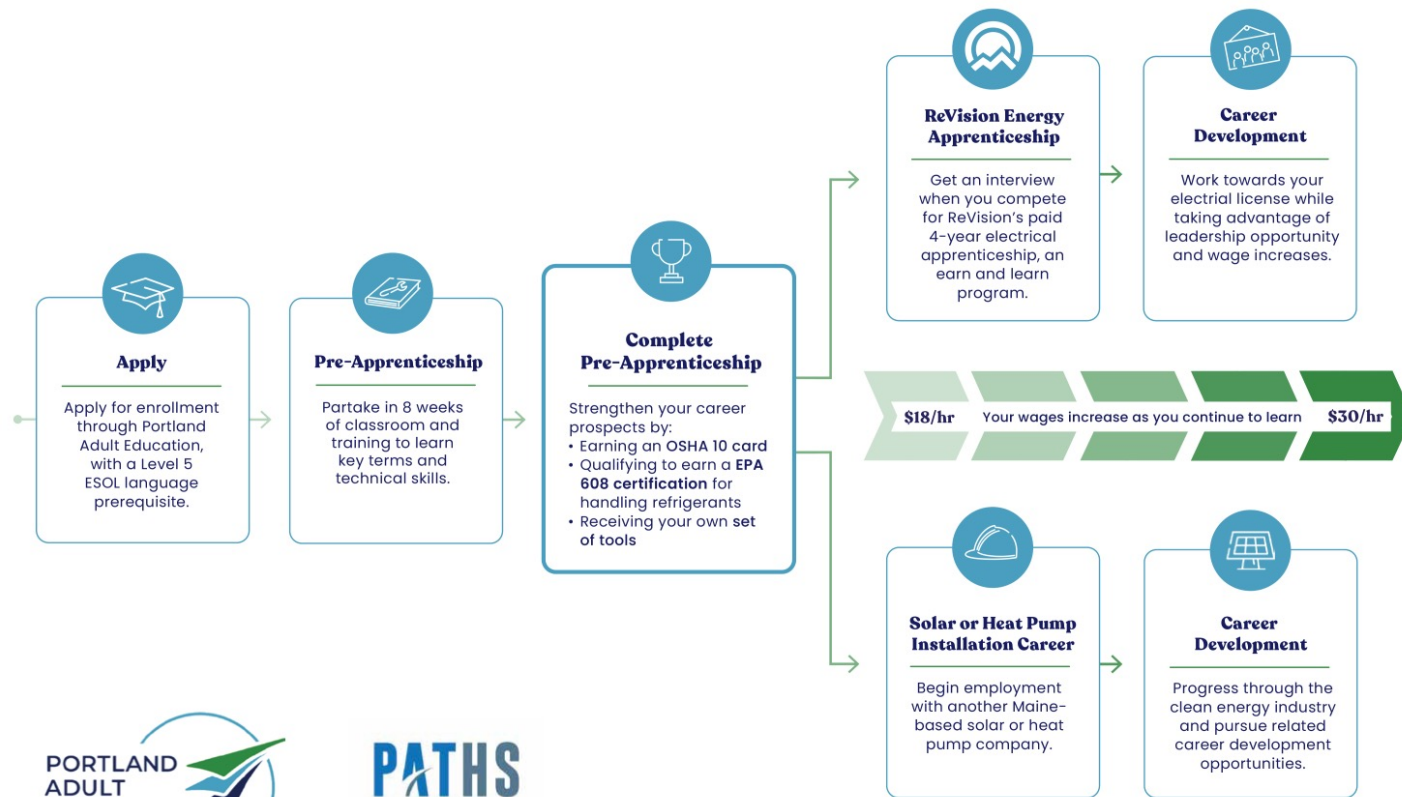 Apply
Apply for enrollment
through Portland
Adult Education,
with a Level 5
ESOL language
prerequisite.
Pre-Apprenticeship
Partake in 8 weeks
of classroom and
training to learn
key terms and
technical skills.
Complete
Pre-Apprenticeship
Strengthen your career
prospects by:
• Earning an OSHA 10 card
• Qualifying to earn a EPA
608 certification for
handling refrigerants
• Receiving your own set
of tools
ReVision Energy
Apprenticeship
Get an interview
when you compete
for ReVision's paid
4-year electrical
apprenticeship, an
earn and learn
program.
Career
Development
Work towards your
electrial license while
taking advantage of
leadership opportunity
and wage increases.
$18/hr Your wages increase as you continue to learn $30/hr
Solar or Heat Pump
Installation Career
Begin employment
with another Maine-
based solar or heat
pump company.
Career
Development
Progress through the
clean energy industry
and pursue related
career development
opportunities.
PORTLAND
ADULT
PATHS